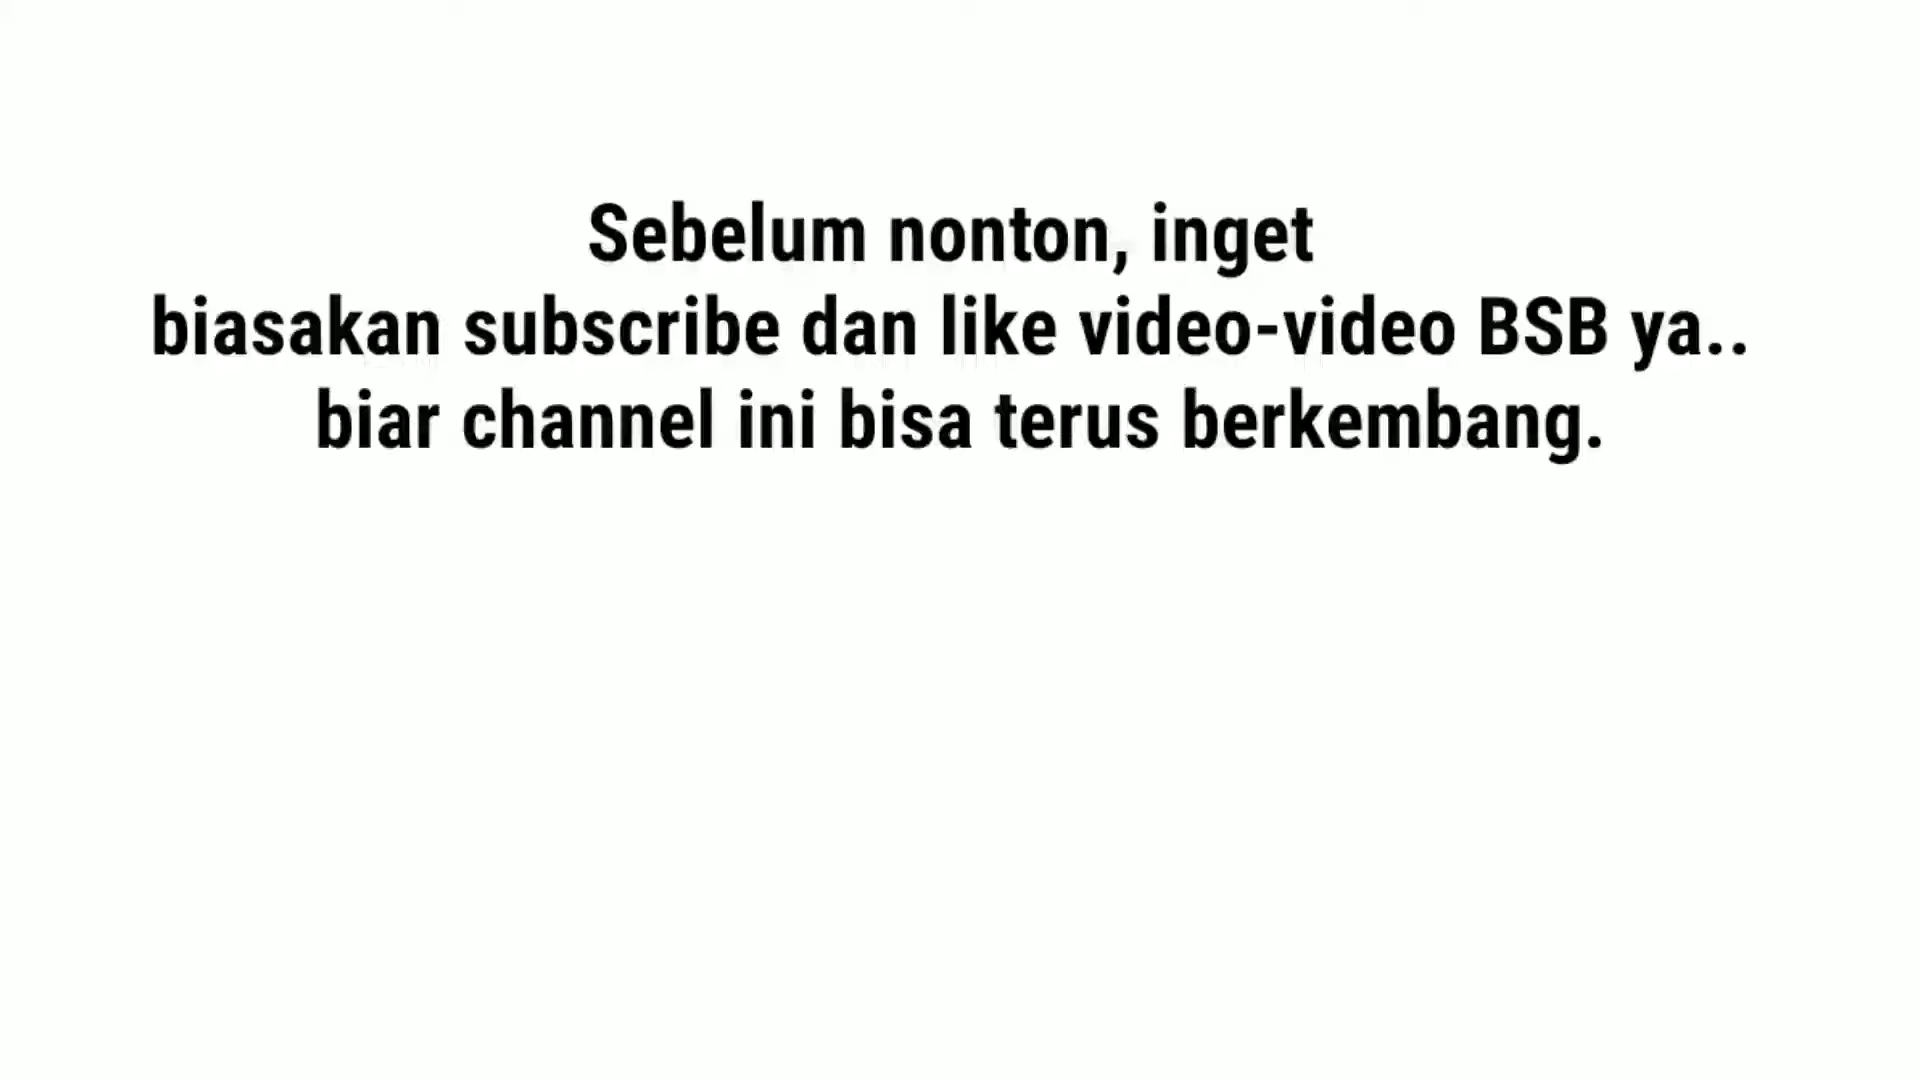 Sebelum nonton, inget
biasakan subscribe dan like video-video BSB ya..
biar channel ini bisa terus berkembang.